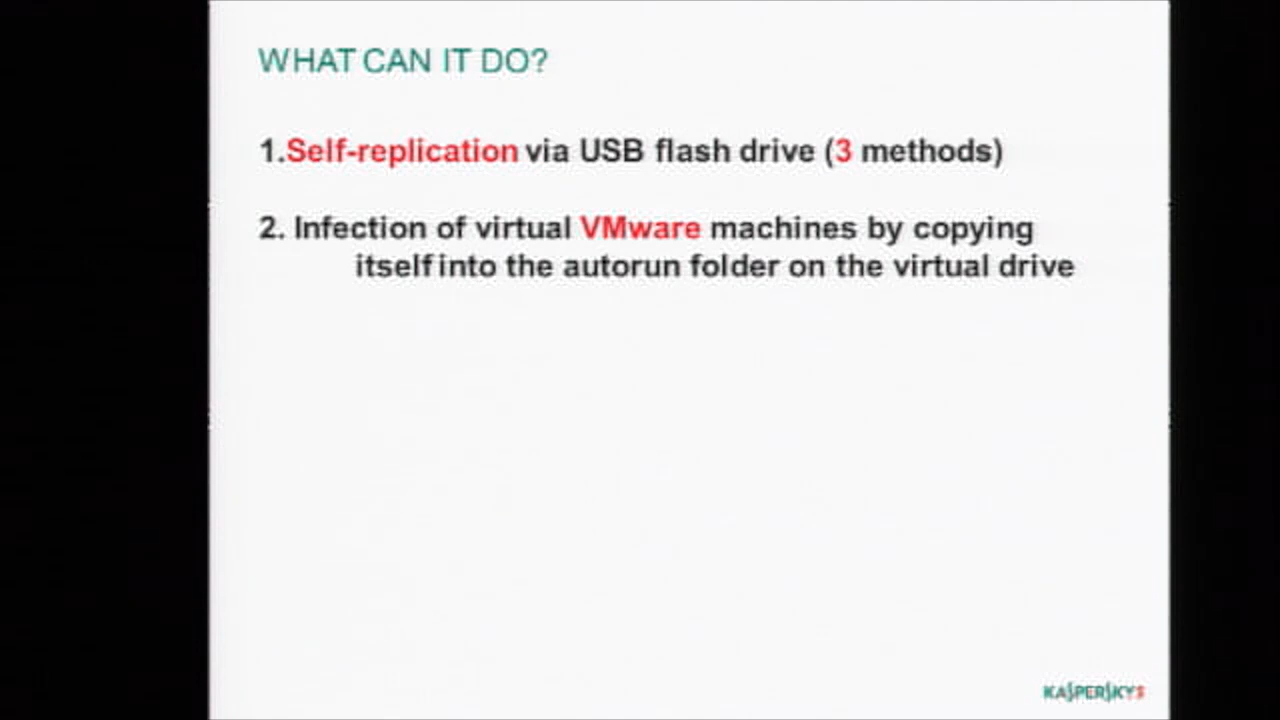 WHAT CAN IT DO?
1.Self-replication via USB flash drive (3 methods)
2. Infection of virtual VMware machines by copying
itself into the autorun folder on the virtual drive
KASPERSKY